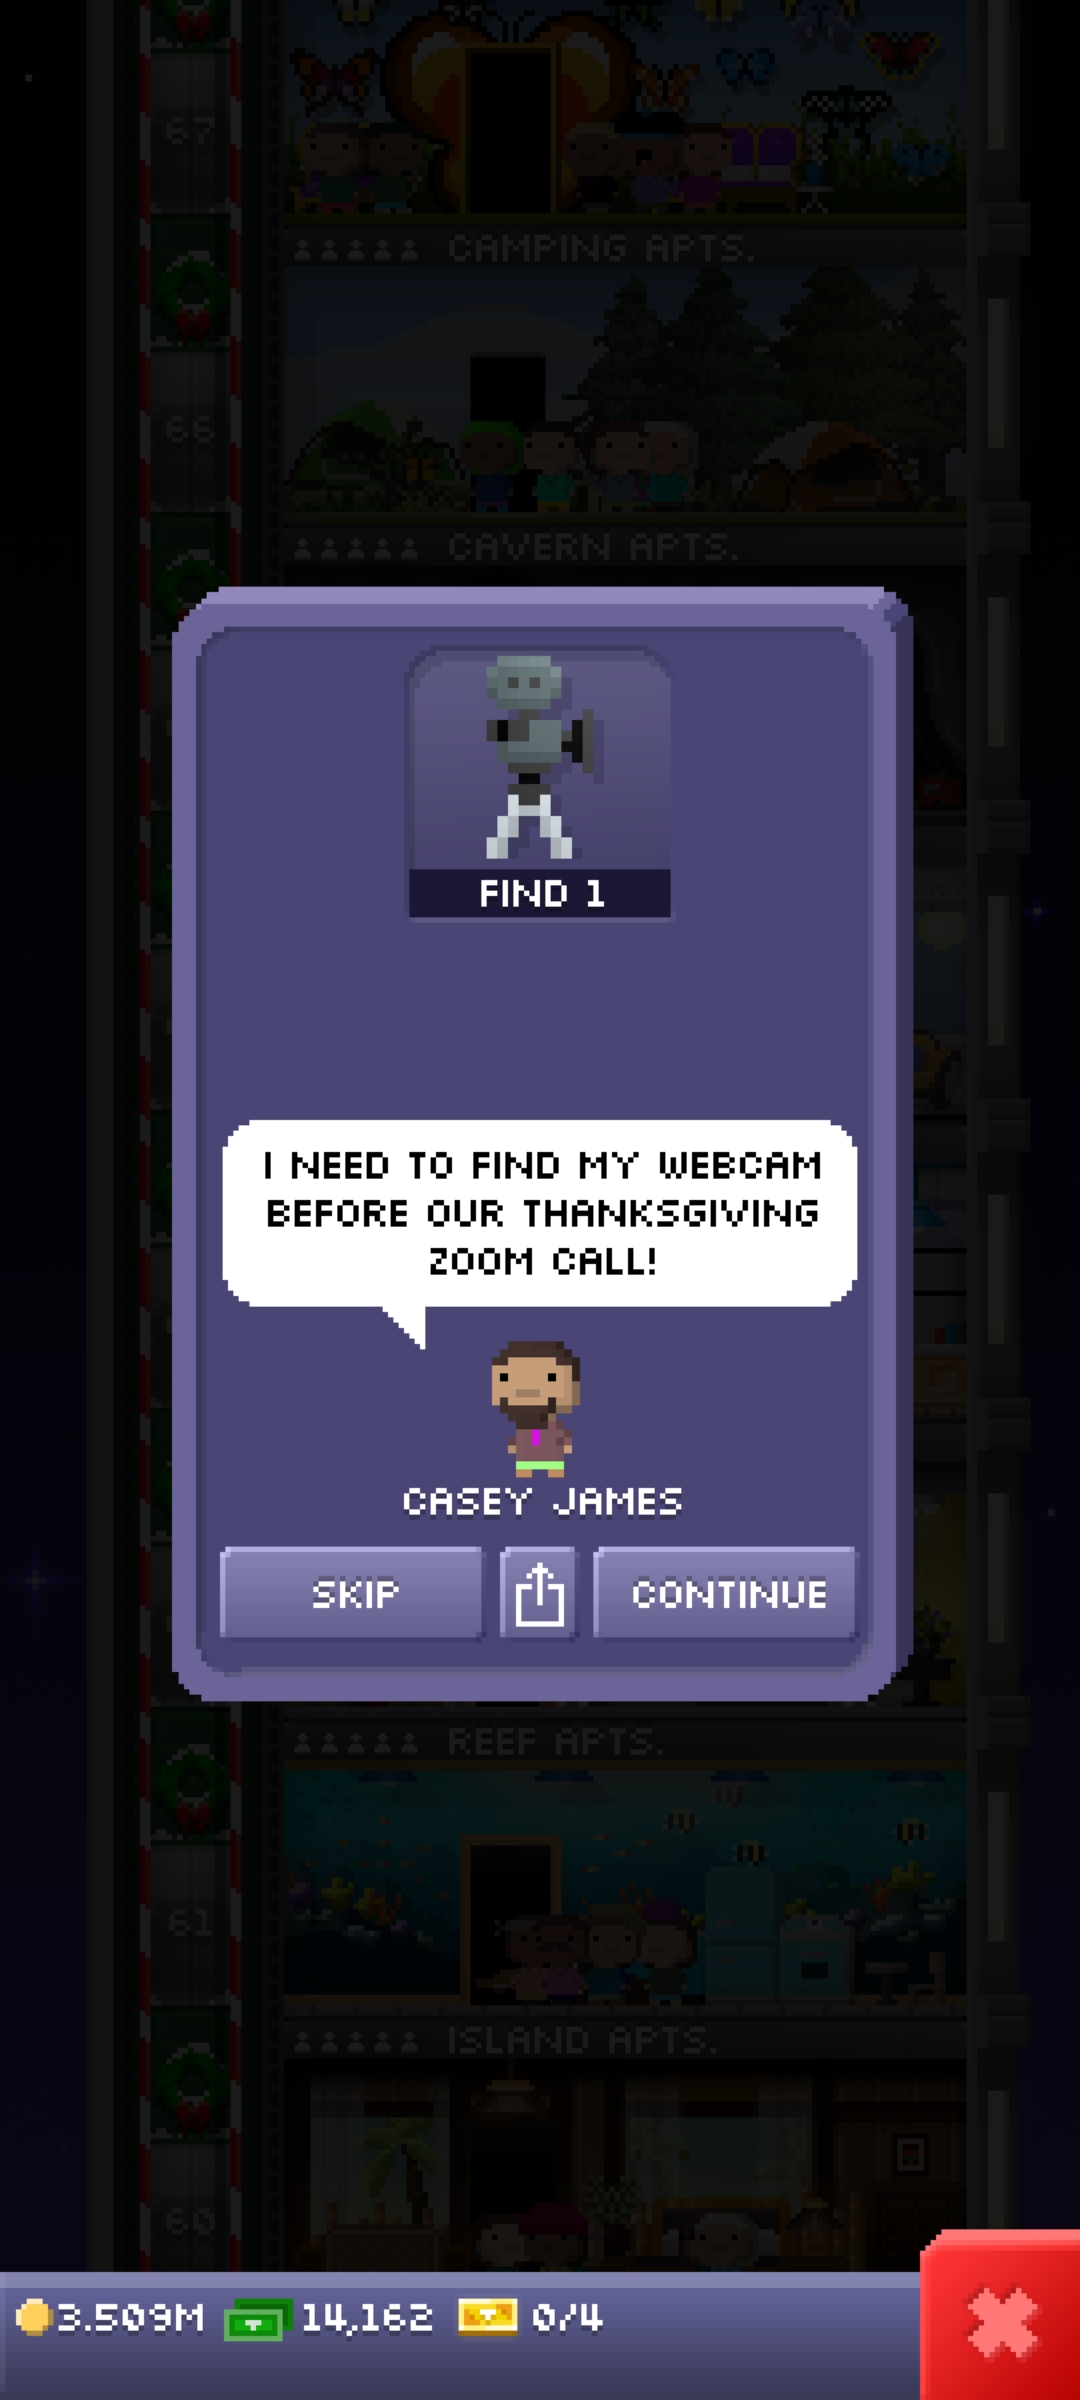 67
CAMPING APTS.
66
CAVERN APTS.
FIND 1
I NEED TO FIND MY WEBCAM
BEFORE OUR THANKSGIVING
ZOOM CALL!
CASEY JAMES
SKIP
CONTINUE
REEF APTS.
61
ISLAND APTS.
60
3.509M
14,162
0/4